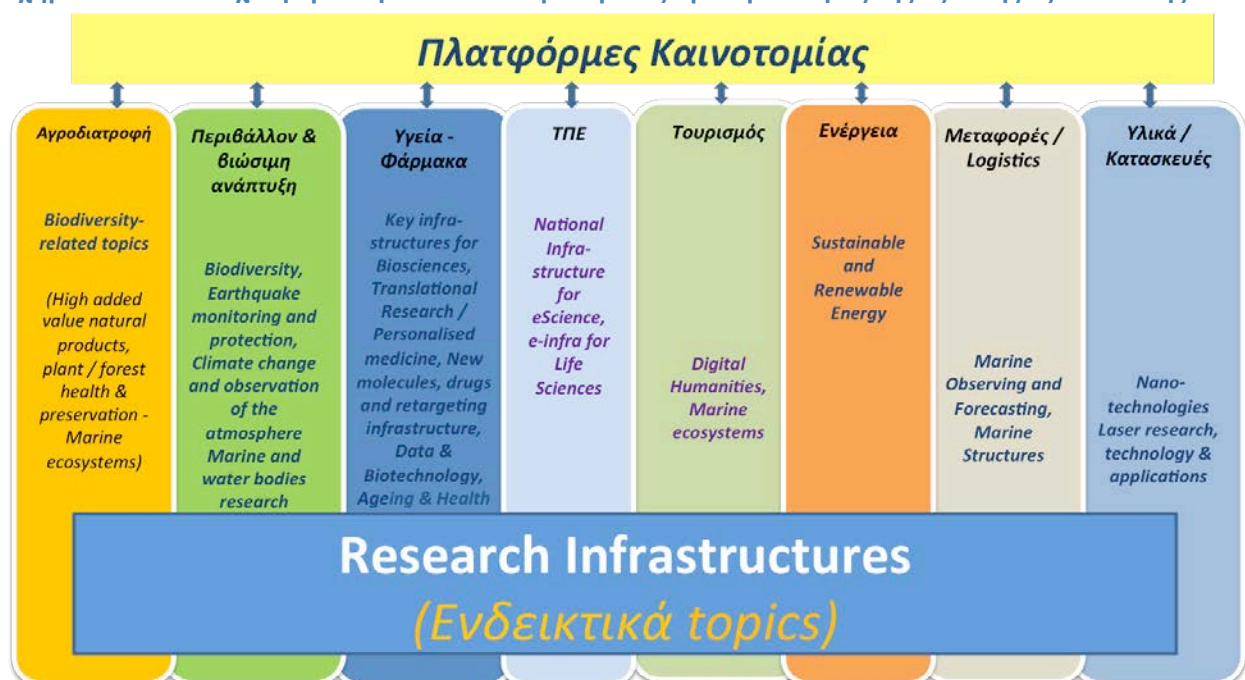 Πλατφόρμες Καινοτομίας
Αγροδιατροφή
Biodiversity-
related topics
(High added
value natural
products,
plant / forest
health &
preservation -
Marine
ecosystems)
Περιβάλλον &
βιώσιμη
ανάπτυξη
Biodiversity,
Earthquake
monitoring and
protection,
Climate change
and observation
of the
atmosphere
Marine and
water bodies
research
Υγεία -
Φάρμακα
Key infra-
structures for
Biosciences,
Translational
Research /
Personalised
medicine, New
molecules, drugs
and retargeting
infrastructure,
Data &
Biotechnology,
Ageing & Health
ΤΠΕ
National
Infra-
structure
for
eScience,
e-infra for
Life
Sciences
Τουρισμός
Digital
Humanities,
Marine
ecosystems
Ενέργεια
Sustainable
and
Renewable
Energy
Μεταφορές /
Logistics
Marine
Observing and
Forecasting,
Marine
Structures
Υλικά /
Κατασκευές
Nano-
technologies
Laser research,
technology &
applications
Research Infrastructures
(Ενδεικτικά topics)